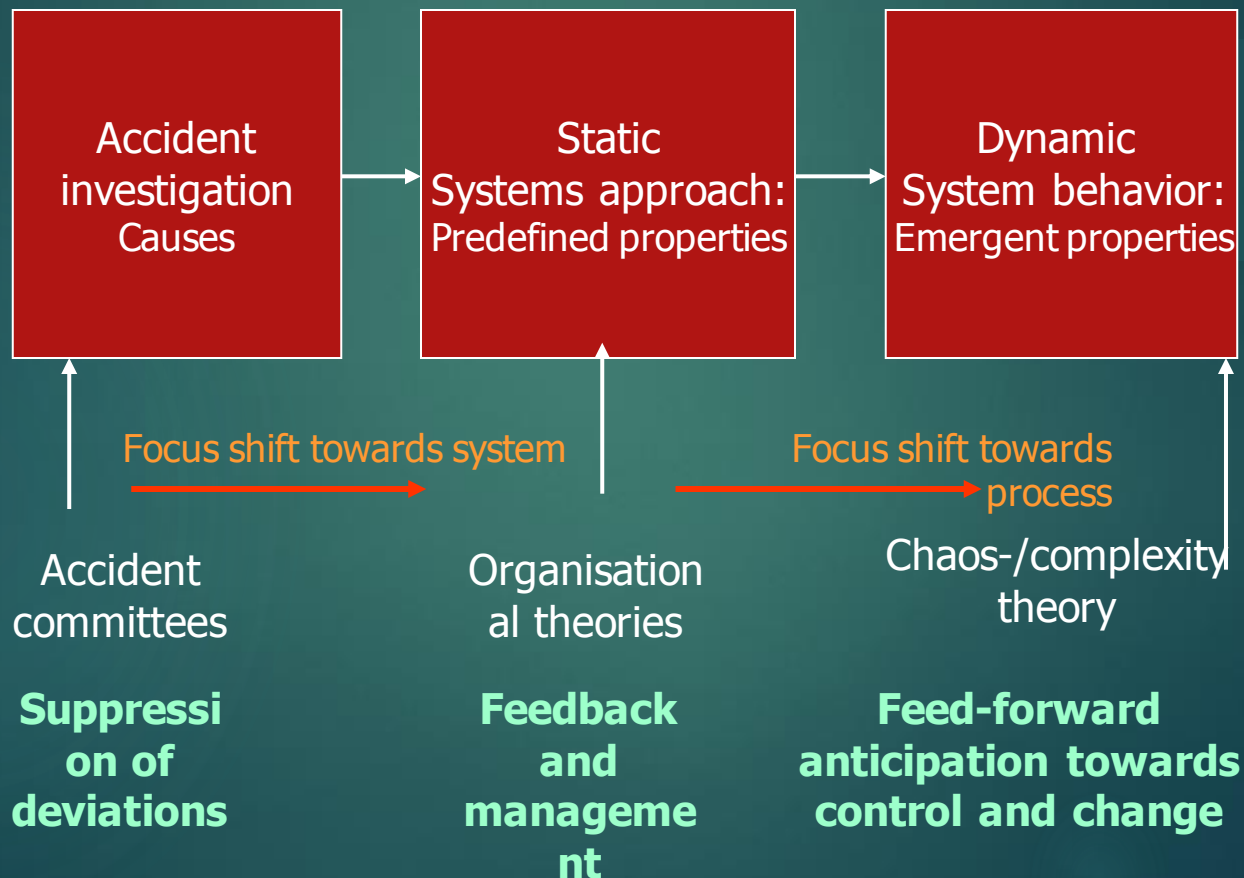 Accident
investigation
Causes
Static
Systems approach:
Predefined properties
Dynamic
System behavior:
Emergent properties
Focus shift towards system
Focus shift towards
process
Accident
committees
Organisation
al theories
Chaos-/complexity
theory
Suppressi
on of
deviations
Feedback
and
manageme
nt
Feed-forward
anticipation towards
control and change